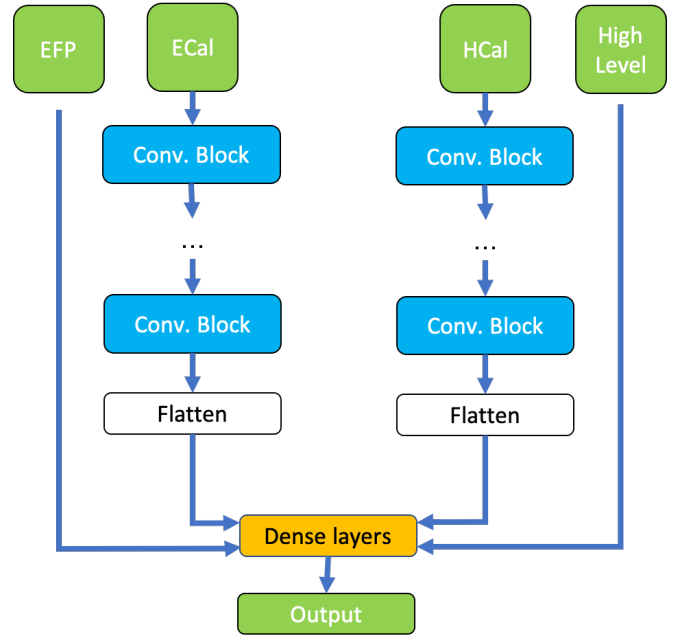 EFP
ECal
HCal
High
Level
Conv. Block
Conv. Block
...
...
Conv. Block
Conv. Block
Flatten
Flatten
Dense layers
Output